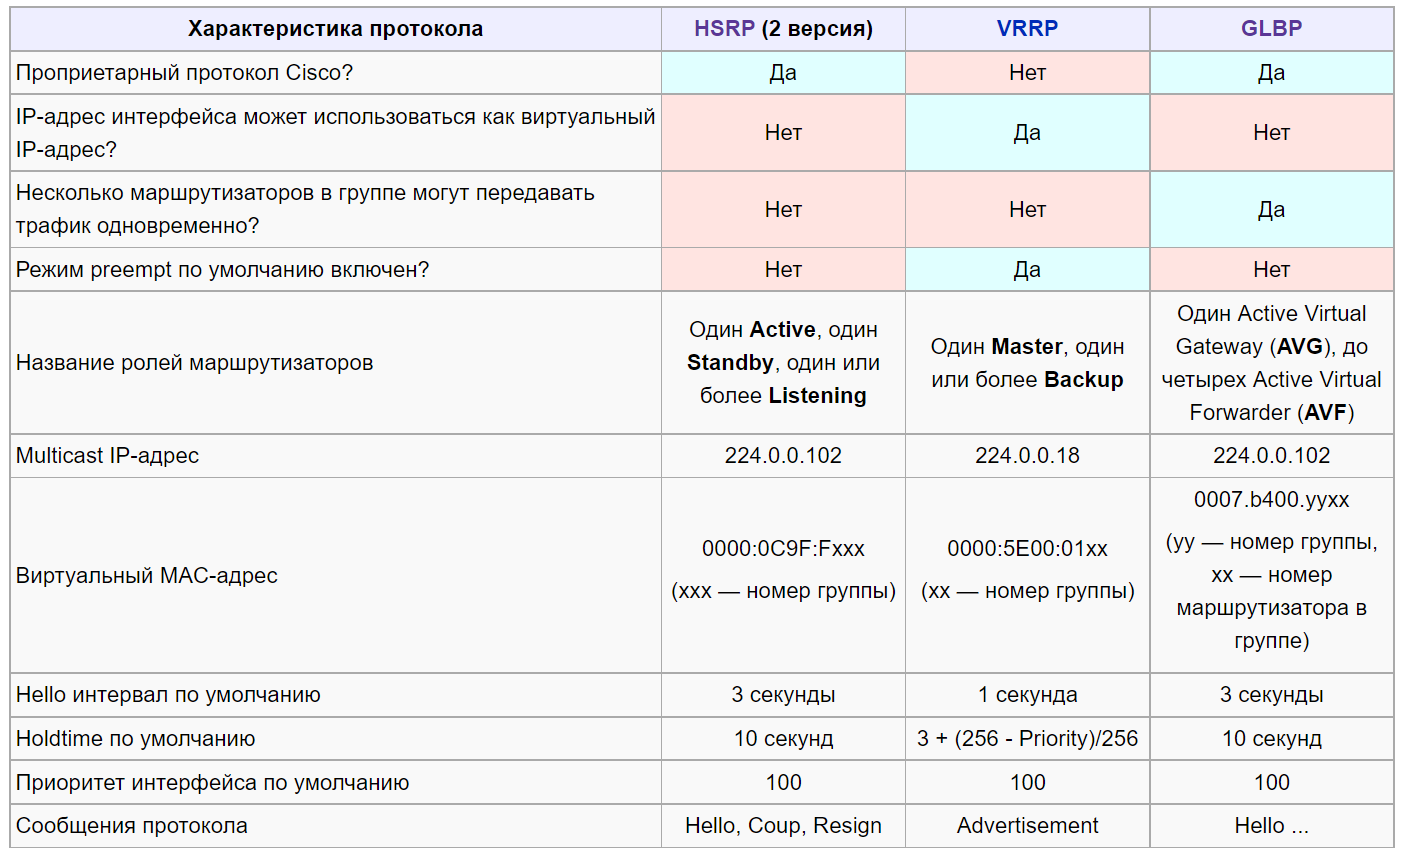 Характеристика протокола
HSRP (2 версия)
VRRP
GLBP
Проприетарный протокол Cisco?
Да
Нет
Да
IP-адрес интерфейса может использоваться как виртуальный
IP-адрес?
Нет
Да
Нет
Несколько маршрутизаторов в группе могут передавать
трафик одновременно?
Нет
Нет
Да
Режим preempt по умолчанию включен?
Нет
Да
Нет
Название ролей маршрутизаторов
Один Active, один
Standby, один или
более Listening
Один Master, один
или более Backup
Один Active Virtual
Gateway (AVG), до
четырех Active Virtual
Forwarder (AVF)
Multicast IP-адрес
224.0.0.102
224.0.0.18
224.0.0.102
Виртуальный MAC-адрес
0000:0C9F:Fxxx
(xxx — номер группы)
0000:5E00:01xx
(xx — номер группы)
0007.b400.yyxx
(yy — номер группы,
xx — номер
маршрутизатора в
группе)
Hello интервал по умолчанию
3 секунды
1 секунда
3 секунды
Holdtime по умолчанию
10 секунд
3 + (256 - Priority)/256
10 секунд
Приоритет интерфейса по умолчанию
100
100
100
Сообщения протокола
Hello, Coup, Resign
Advertisement
Hello ...